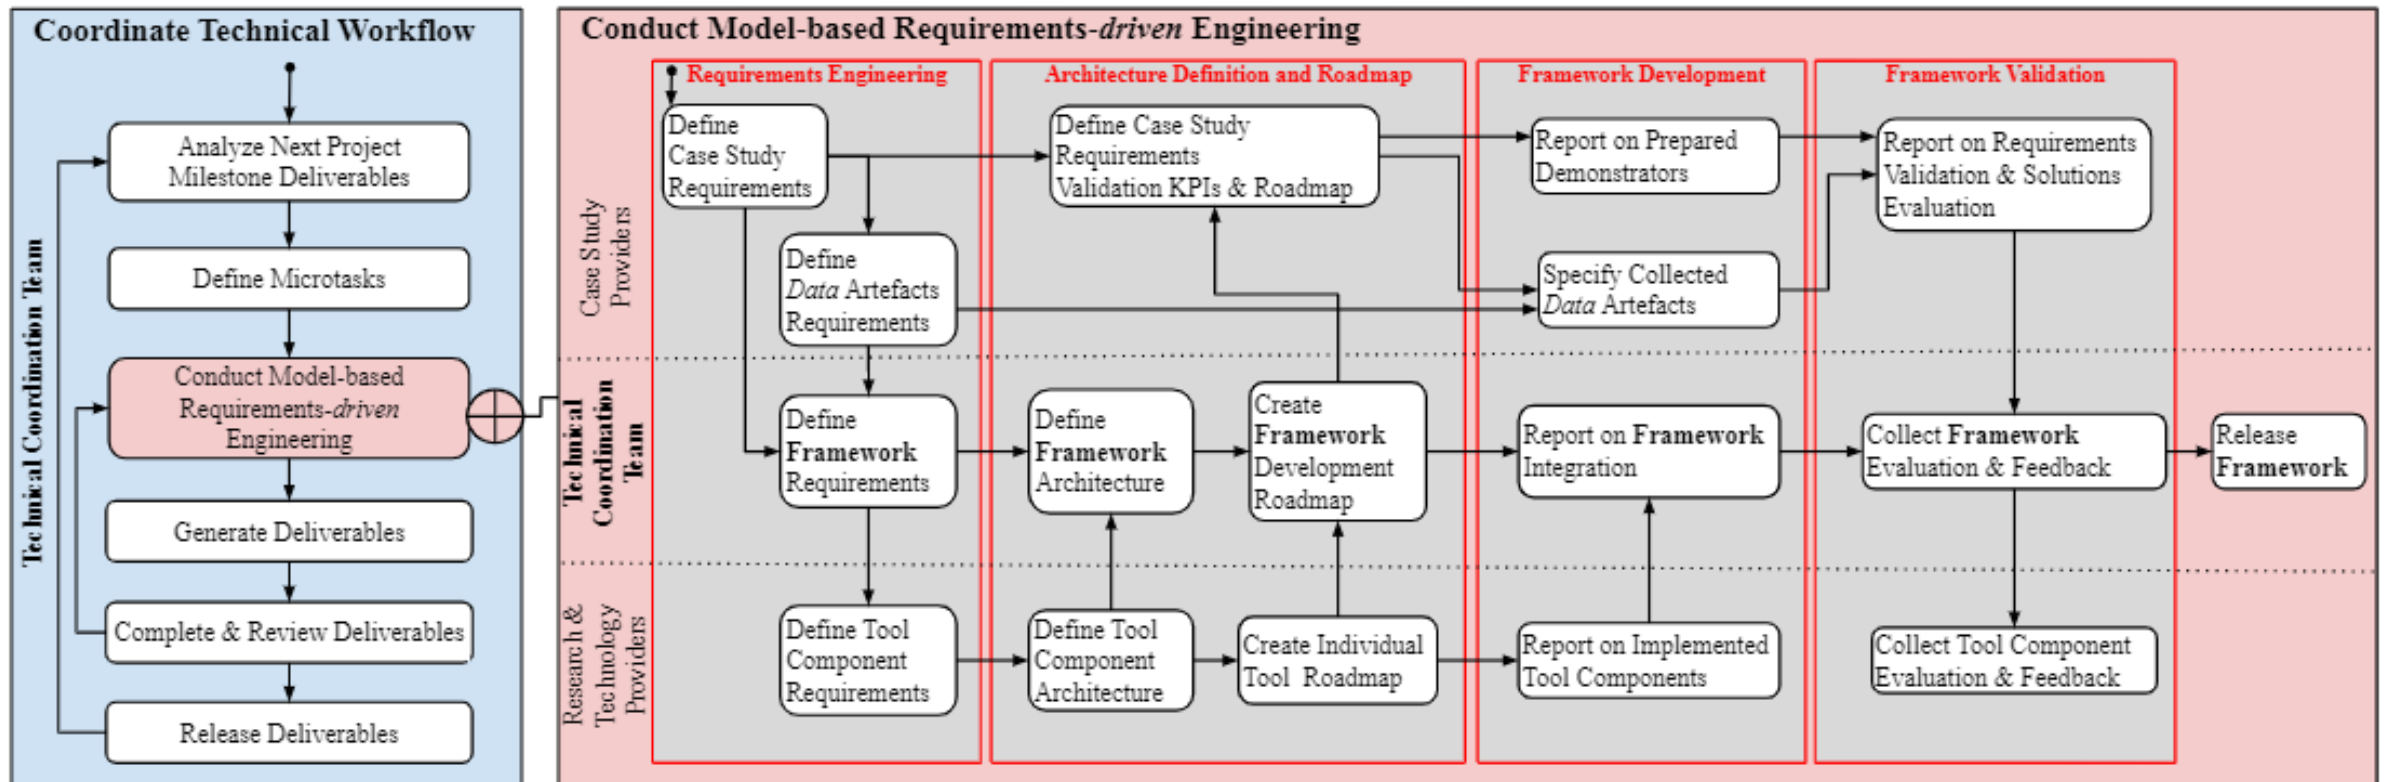 Coordinate Technical Workflow
Technical Coordination Team
Analyze Next Project
Milestone Deliverables
Define Microtasks
Conduct Model-based
Requirements-driven
Engineering
Generate Deliverables
Complete & Review Deliverables
Release Deliverables
Conduct Model-based Requirements-driven Engineering
Requirements Engineering
Architecture Definition and Roadmap
Framework Development
Framework Validation
Case Study
Providers
Define
Case Study
Requirements
Define
Data Artefacts
Requirements
Define Case Study
Requirements
Validation KPIs & Roadmap
Report on Prepared
Demonstrators
Specify Collected
Data Artefacts
Report on Requirements
Validation & Solutions
Evaluation
Technical
Coordination
Team
Define
Framework
Requirements
Define
Framework
Architecture
Create
Framework
Development
Roadmap
Report on Framework
Integration
Collect Framework
Evaluation & Feedback
Release
Framework
Research &
Technology
Providers
Define Tool
Component
Requirements
Define Tool
Component
Architecture
Create Individual
Tool Roadmap
Report on Implemented
Tool Components
Collect Tool Component
Evaluation & Feedback